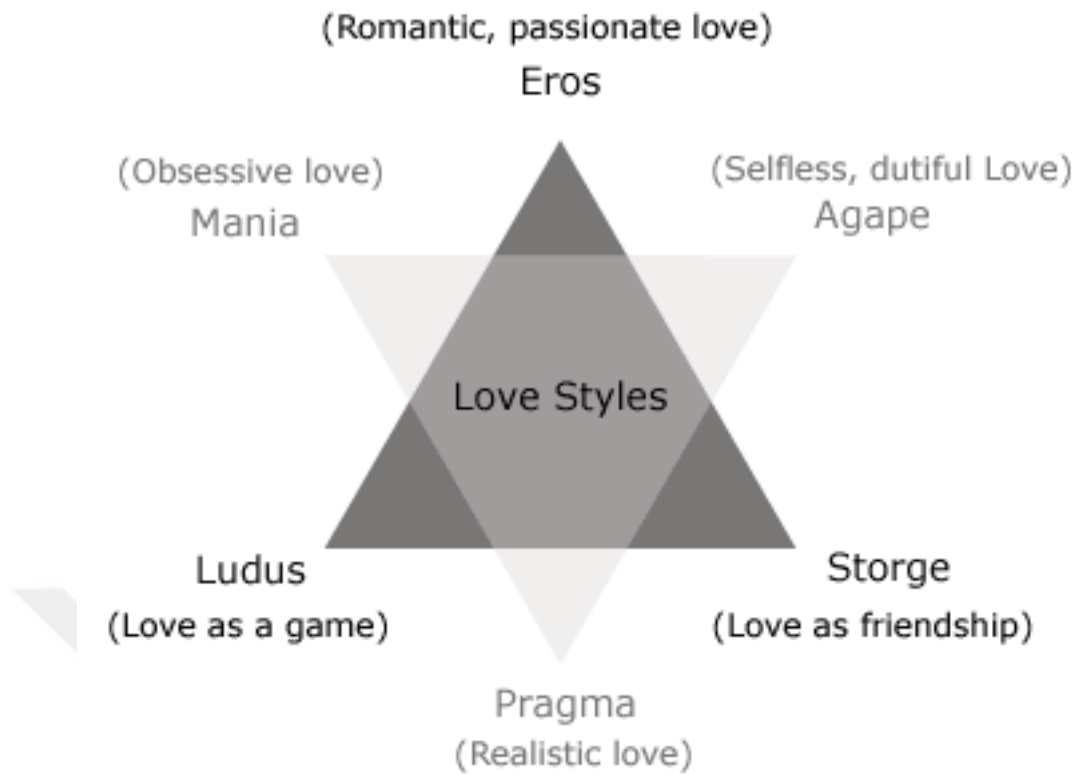 (Romantic, passionate love)
Eros
(Obsessive love)
Mania
(Selfless, dutiful Love)
Agape
Love Styles
Ludus
(Love as a game)
Storge
(Love as friendship)
Pragma
(Realistic love)